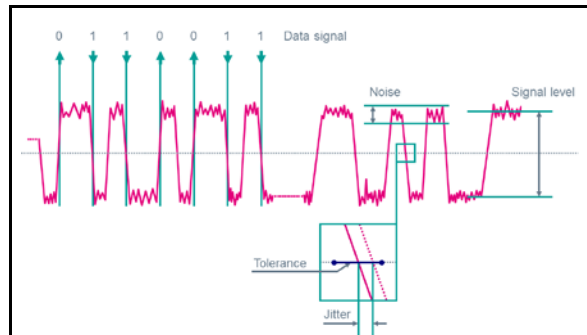 0 1 1 0 0 1 1 Data signal
Noise Signal level
Tolerance
Jitter